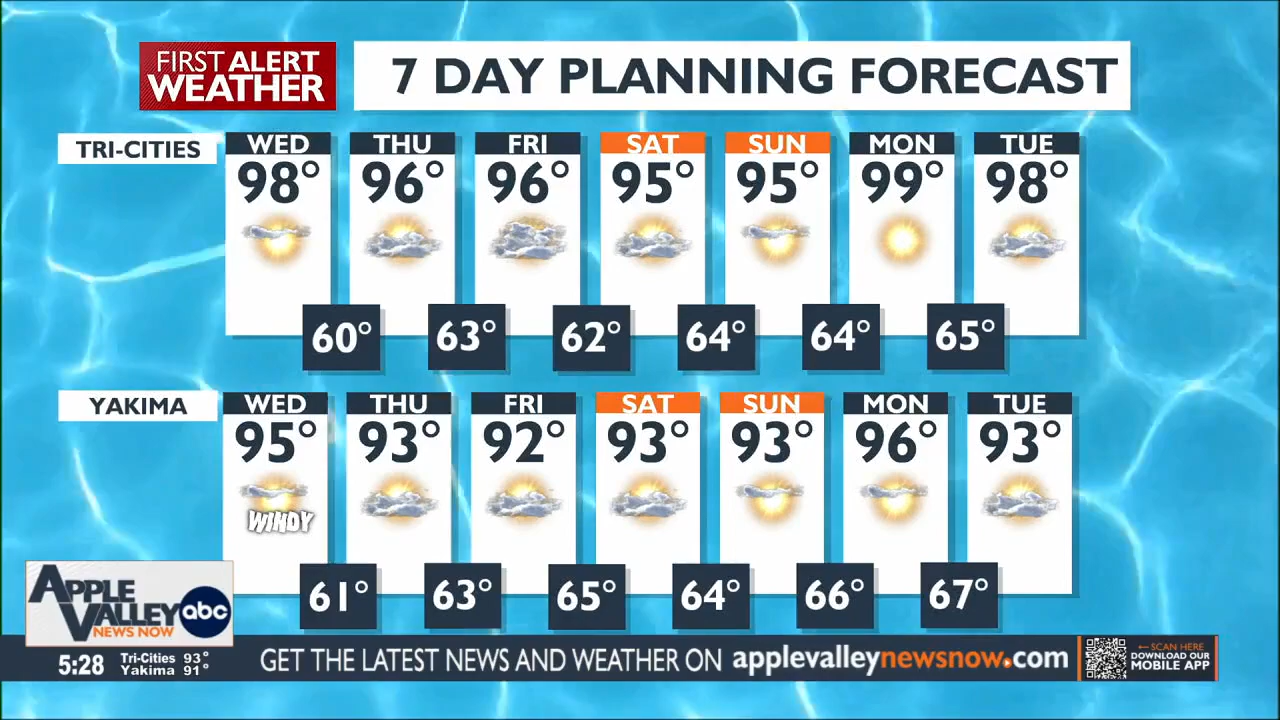 FIRST ALERT
WEATHER
7 DAY PLANNING FORECAST
TRI-CITIES
WED THU FRI SAT SUN MON TUE
98° 96° 96° 95° 95° 99° 98°
60° 63° 62° 64° 64° 65°
YAKIMA
WED THU FRI SAT SUN MON TUE
95° 93° 92° 93° 93° 96° 93°
WINDY
61° 63° 65° 64° 66° 67°
APPLE
VALLEY
NEWS NOW
abc
5:28
Tri-Cities 93°
Yakima 91°
GET THE LATEST NEWS AND WEATHER ON applevalleynewsnow.com
←SCAN HERE
DOWNLOAD OUR
MOBILE APP